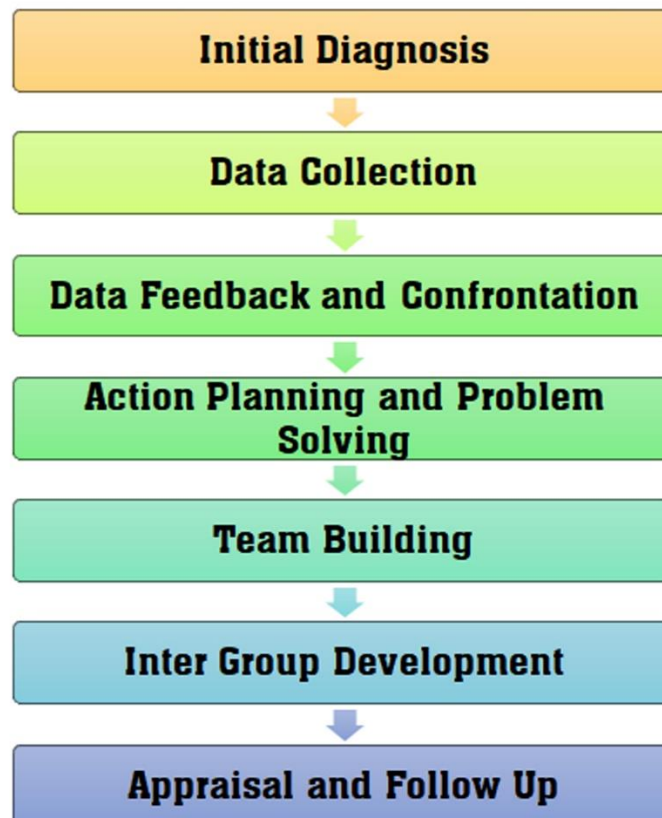 Initial Diagnosis
Data Collection
Data Feedback and Confrontation
Action Planning and Problem
Solving
Team Building
Inter Group Development
Appraisal and Follow Up